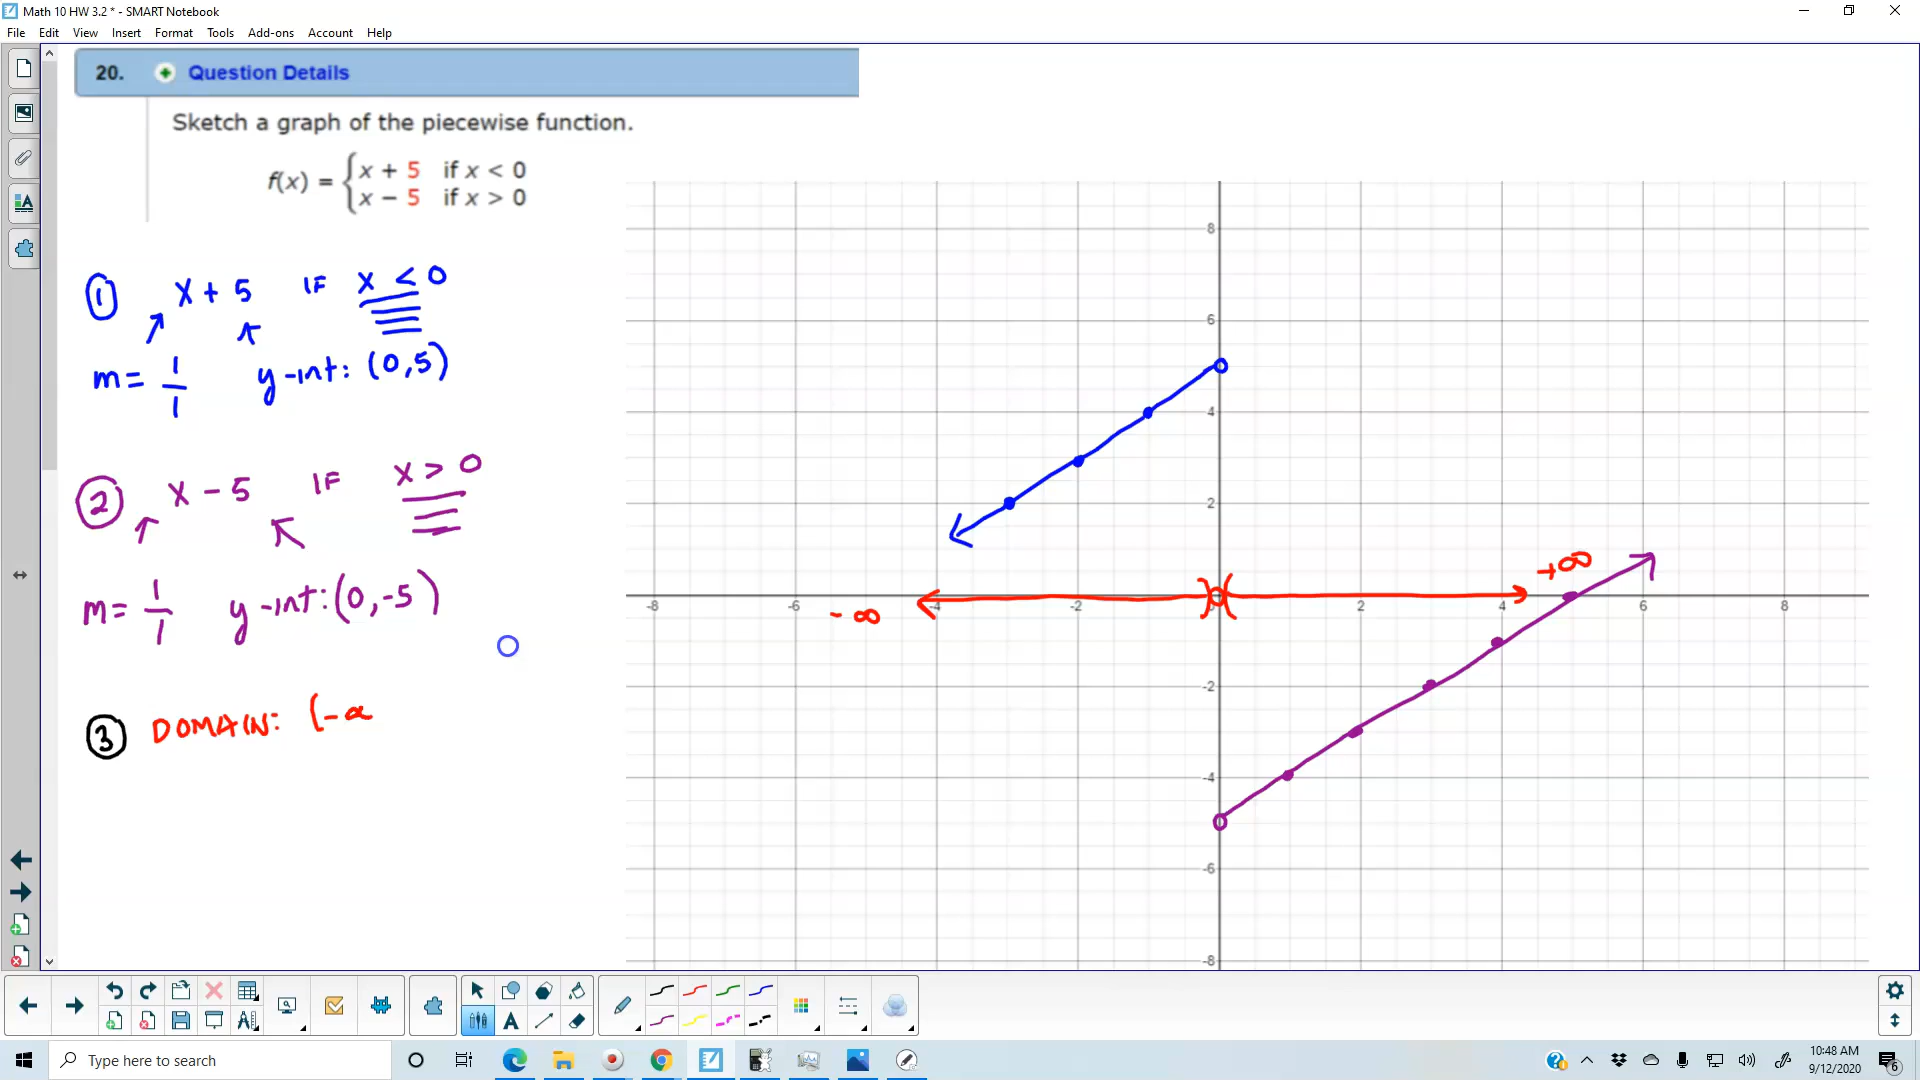 Math 10 HW 3.2 * - SMART Notebook
File Edit View Insert Format Tools Add-ons Account Help
20. Question Details
Sketch a graph of the piecewise function.
f(x) = { x + 5 if x < 0
x − 5 if x > 0
① x + 5 IF x < 0
m = 1/1 y-int: (0,5)
② x - 5 IF x > 0
m = 1/1 y-int: (0,-5)
③ DOMAIN: (-∝
8
6
4
2
-8 -6 -4 -2 0 2 4 6 8
-∞ +∞
-2
-4
-6
-8
A
Type here to search
10:48 AM
9/12/2020
6